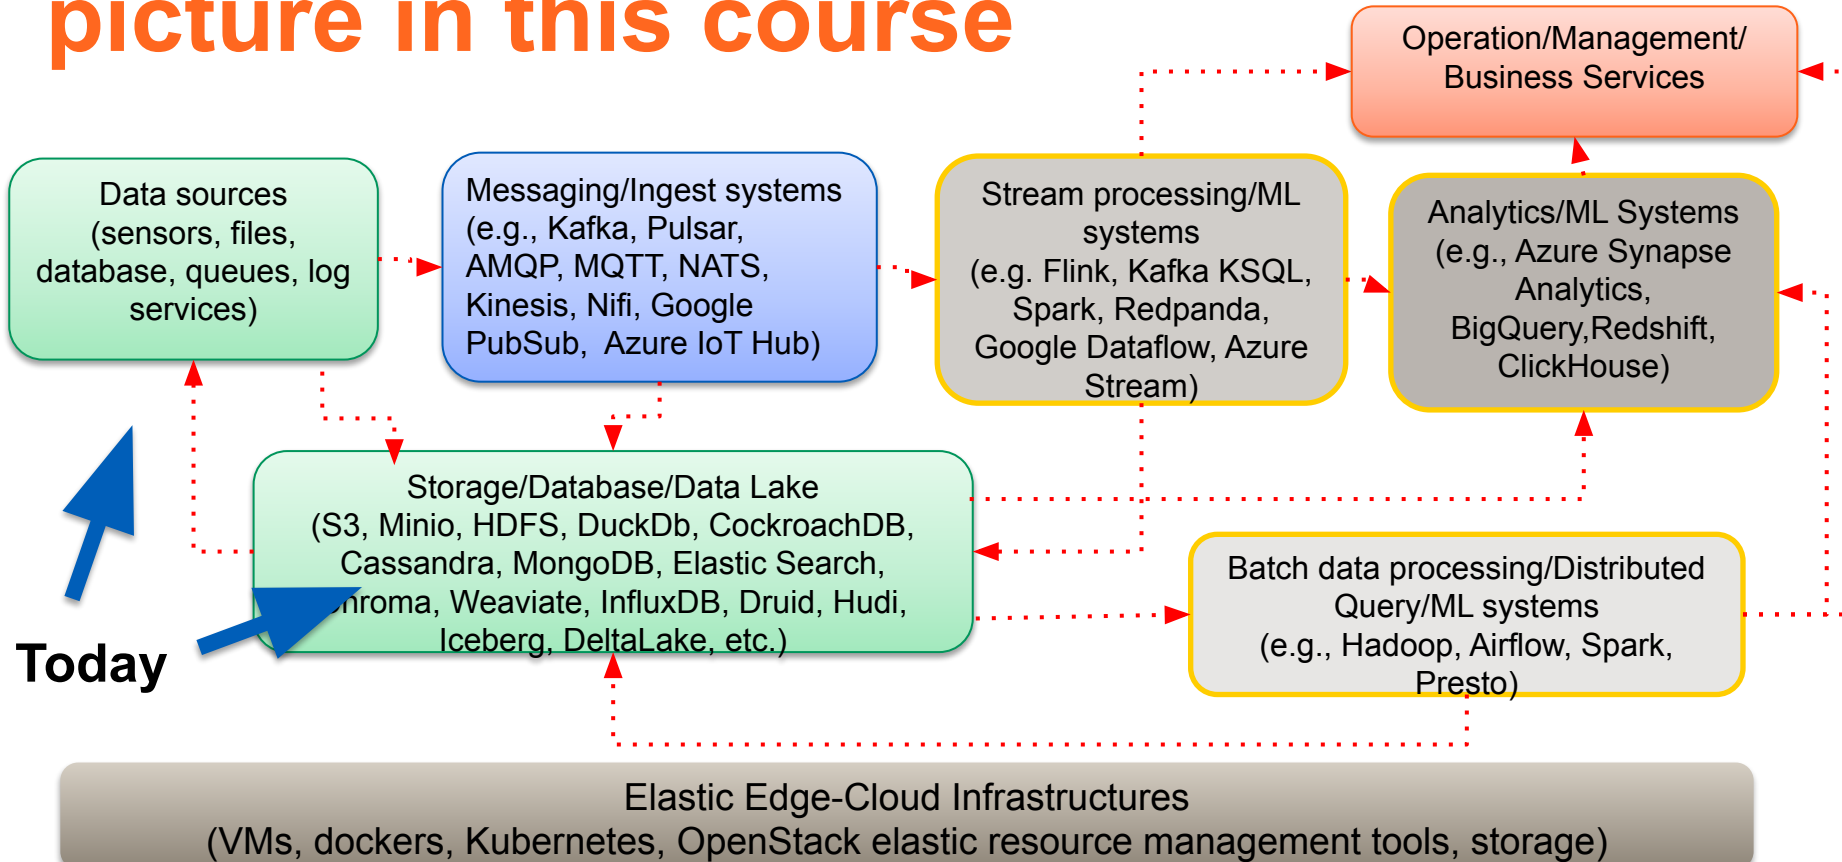 picture in this course
Operation/Management/
Business Services
Data sources
(sensors, files,
database, queues, log
services)
Messaging/Ingest systems
(e.g., Kafka, Pulsar,
AMQP, MQTT, NATS,
Kinesis, Nifi, Google
PubSub,  Azure IoT Hub)
Stream processing/ML
systems
(e.g. Flink, Kafka KSQL,
Spark, Redpanda,
Google Dataflow, Azure
Stream)
Analytics/ML Systems
(e.g., Azure Synapse
Analytics,
BigQuery,Redshift,
ClickHouse)
Storage/Database/Data Lake
(S3, Minio, HDFS, DuckDb, CockroachDB,
Cassandra, MongoDB, Elastic Search,
Chroma, Weaviate, InfluxDB, Druid, Hudi,
Iceberg, DeltaLake, etc.)
Batch data processing/Distributed
Query/ML systems
(e.g., Hadoop, Airflow, Spark,
Presto)
Today
Elastic Edge-Cloud Infrastructures
(VMs, dockers, Kubernetes, OpenStack elastic resource management tools, storage)